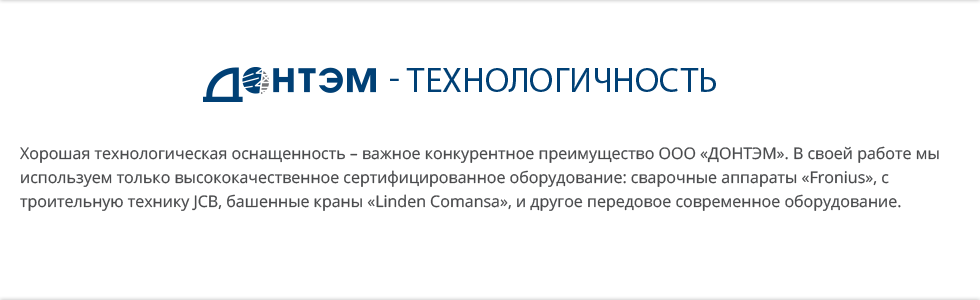 ДОНТЭМ - ТЕХНОЛОГИЧНОСТЬ
Хорошая технологическая оснащенность – важное конкурентное преимущество ООО «ДОНТЭМ». В своей работе мы
используем только высококачественное сертифицированное оборудование: сварочные аппараты «Fronius», с
троительную технику JCB, башенные краны «Linden Comansa», и другое передовое современное оборудование.